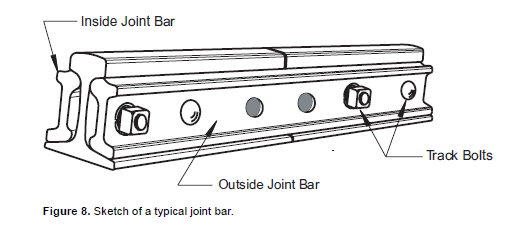 Inside Joint Bar
Track Bolts
Outside Joint Bar
Figure 8. Sketch of a typical joint bar.